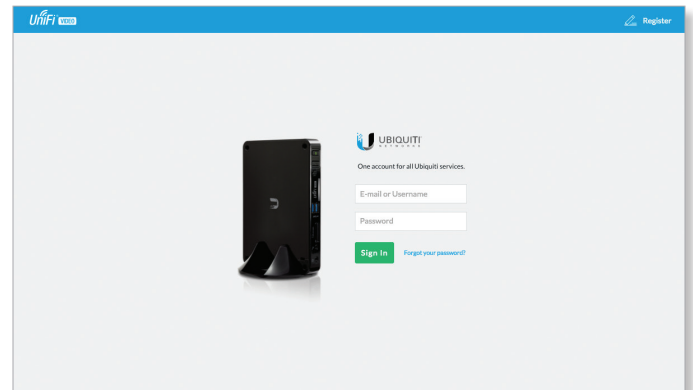 UniFi VIDEO
Register
UBIQUITI
NETWORKS
One account for all Ubiquiti services.
E-mail or Username
Password
Sign In
Forgot your password?